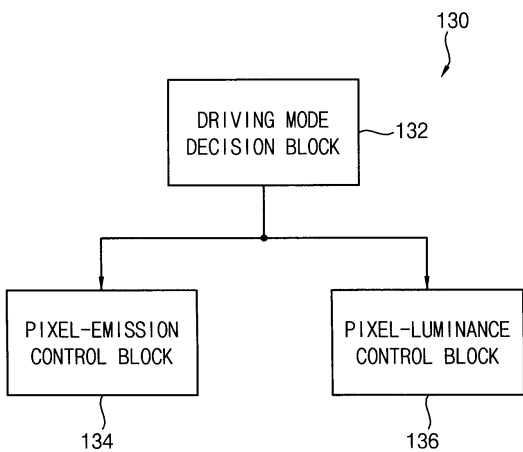 130
DRIVING MODE
DECISION BLOCK
132
PIXEL-EMISSION
CONTROL BLOCK
PIXEL-LUMINANCE
CONTROL BLOCK
134
136